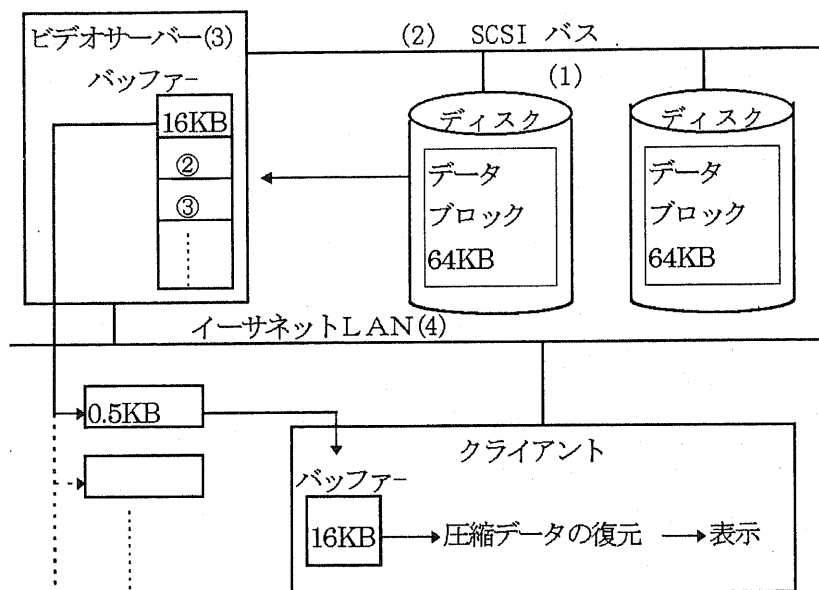 ビデオサーバー(3)
(2) SCSI バス
(1)
バッファー
16KB
②
③
ディスク
データ
ブロック
64KB
ディスク
データ
ブロック
64KB
イーサネットLAN(4)
0.5KB
クライアント
バッファー
16KB
圧縮データの復元
表示